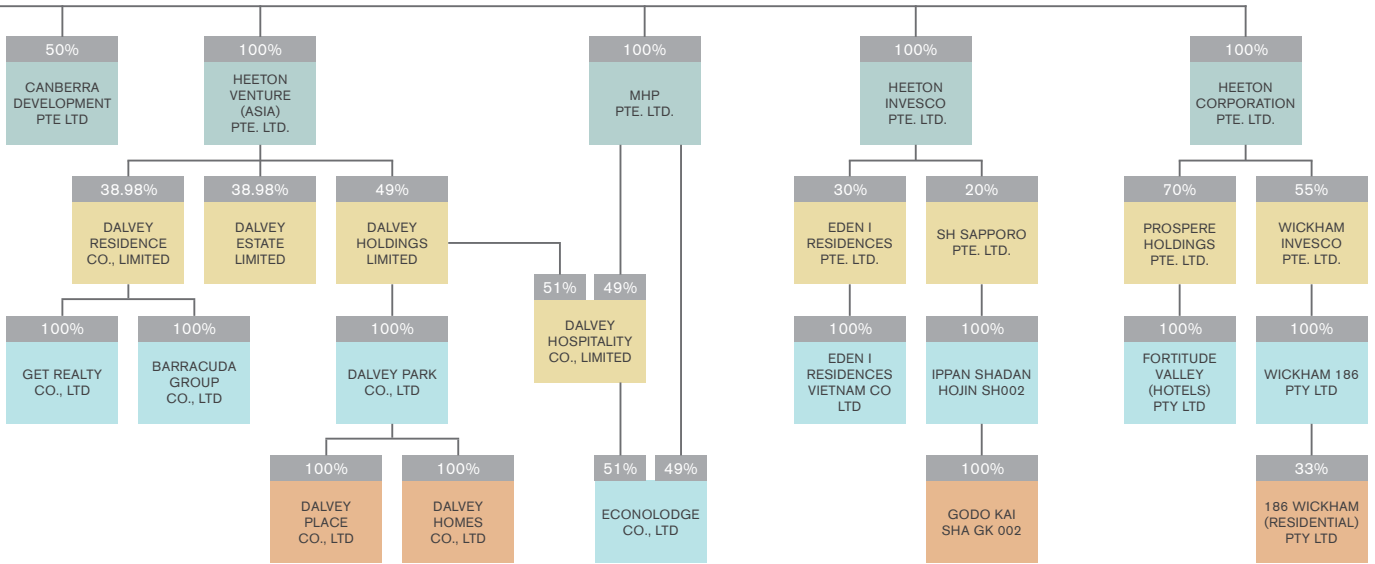 50%
CANBERRA
DEVELOPMENT
PTE LTD
100%
HEETON
VENTURE
(ASIA)
PTE. LTD.
100%
MHP
PTE. LTD.
100%
HEETON
INVESCO
PTE. LTD.
100%
HEETON
CORPORATION
PTE. LTD.
38.98%
DALVEY
RESIDENCE
CO., LIMITED
38.98%
DALVEY
ESTATE
LIMITED
49%
DALVEY
HOLDINGS
LIMITED
30%
EDEN I
RESIDENCES
PTE. LTD.
20%
SH SAPPORO
PTE. LTD.
70%
PROSPERE
HOLDINGS
PTE. LTD.
55%
WICKHAM
INVESCO
PTE. LTD.
51%
49%
DALVEY
HOSPITALITY
CO., LIMITED
100%
GET REALTY
CO., LTD
100%
BARRACUDA
GROUP
CO., LTD
100%
DALVEY PARK
CO., LTD
100%
EDEN I
RESIDENCES
VIETNAM CO
LTD
100%
IPPAN SHADAN
HOJIN SH002
100%
FORTITUDE
VALLEY
(HOTELS)
PTY LTD
100%
WICKHAM 186
PTY LTD
100%
DALVEY
PLACE
CO., LTD
100%
DALVEY
HOMES
CO., LTD
51%
49%
ECONOLODGE
CO., LTD
100%
GODO KAI
SHA GK 002
33%
186 WICKHAM
(RESIDENTIAL)
PTY LTD